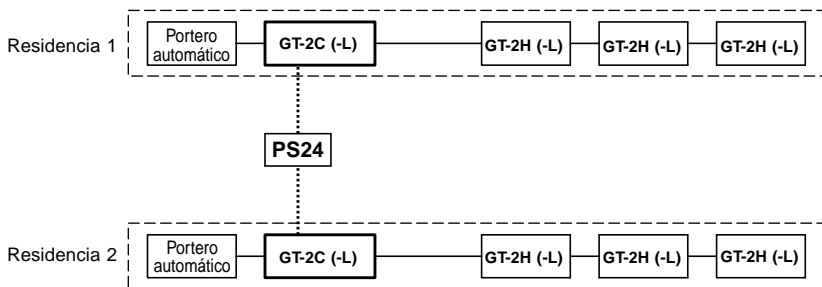 Residencia 1
Portero
automático
GT-2C (-L)
GT-2H (-L)
GT-2H (-L)
GT-2H (-L)
PS24
Residencia 2
Portero
automático
GT-2C (-L)
GT-2H (-L)
GT-2H (-L)
GT-2H (-L)